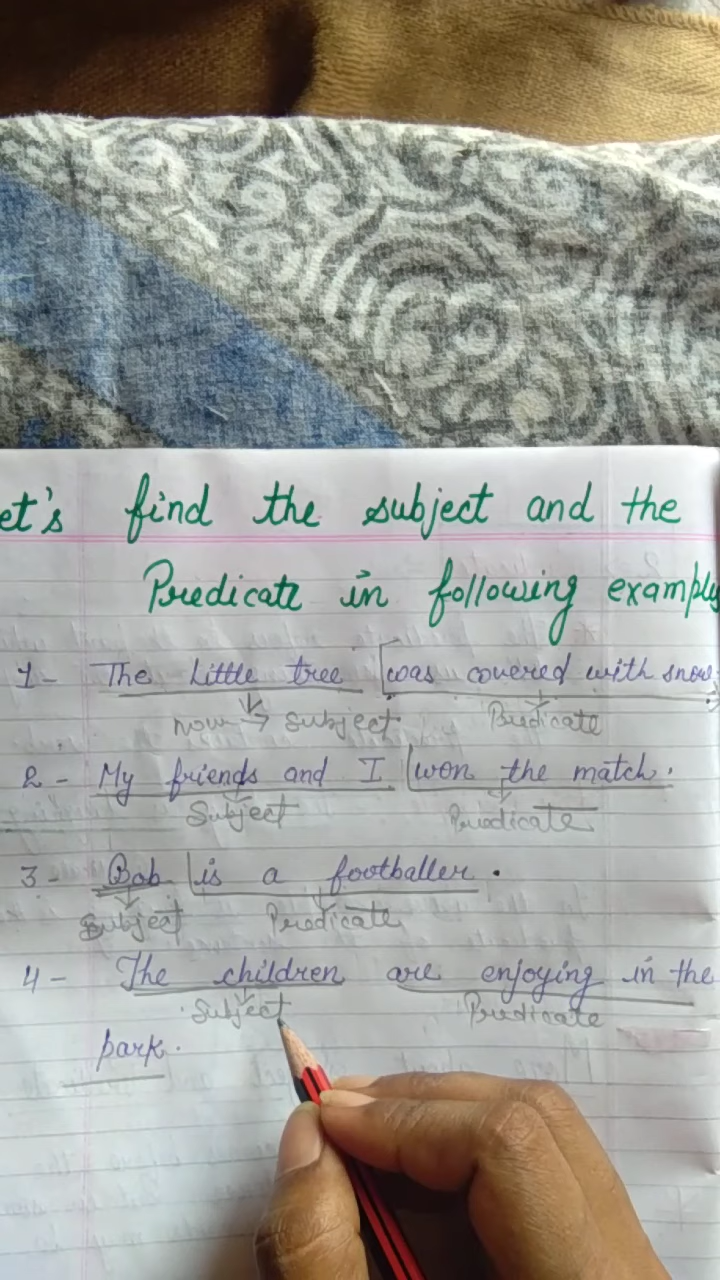 et's find the subject and the
Predicate in following example
1- The little tree was covered with snow
noun → Subject Predicate
2- My friends and I won the match.
Subject Predicate
3- Bob is a footballer.
Subject Predicate
4- The children are enjoying in the
Subject Predicate
park.